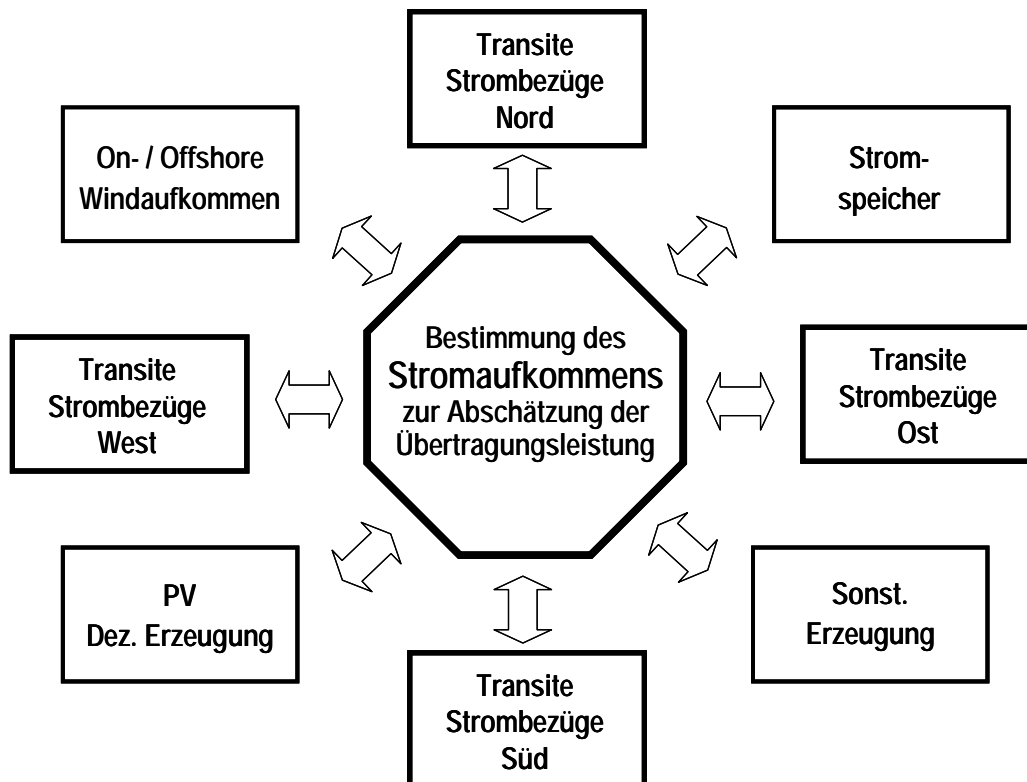 Transite
Strombezüge
Nord
On- / Offshore
Windaufkommen
Strom-
speicher
Bestimmung des
Stromaufkommens
zur Abschätzung der
Übertragungsleistung
Transite
Strombezüge
West
Transite
Strombezüge
Ost
PV
Dez. Erzeugung
Sonst.
Erzeugung
Transite
Strombezüge
Süd